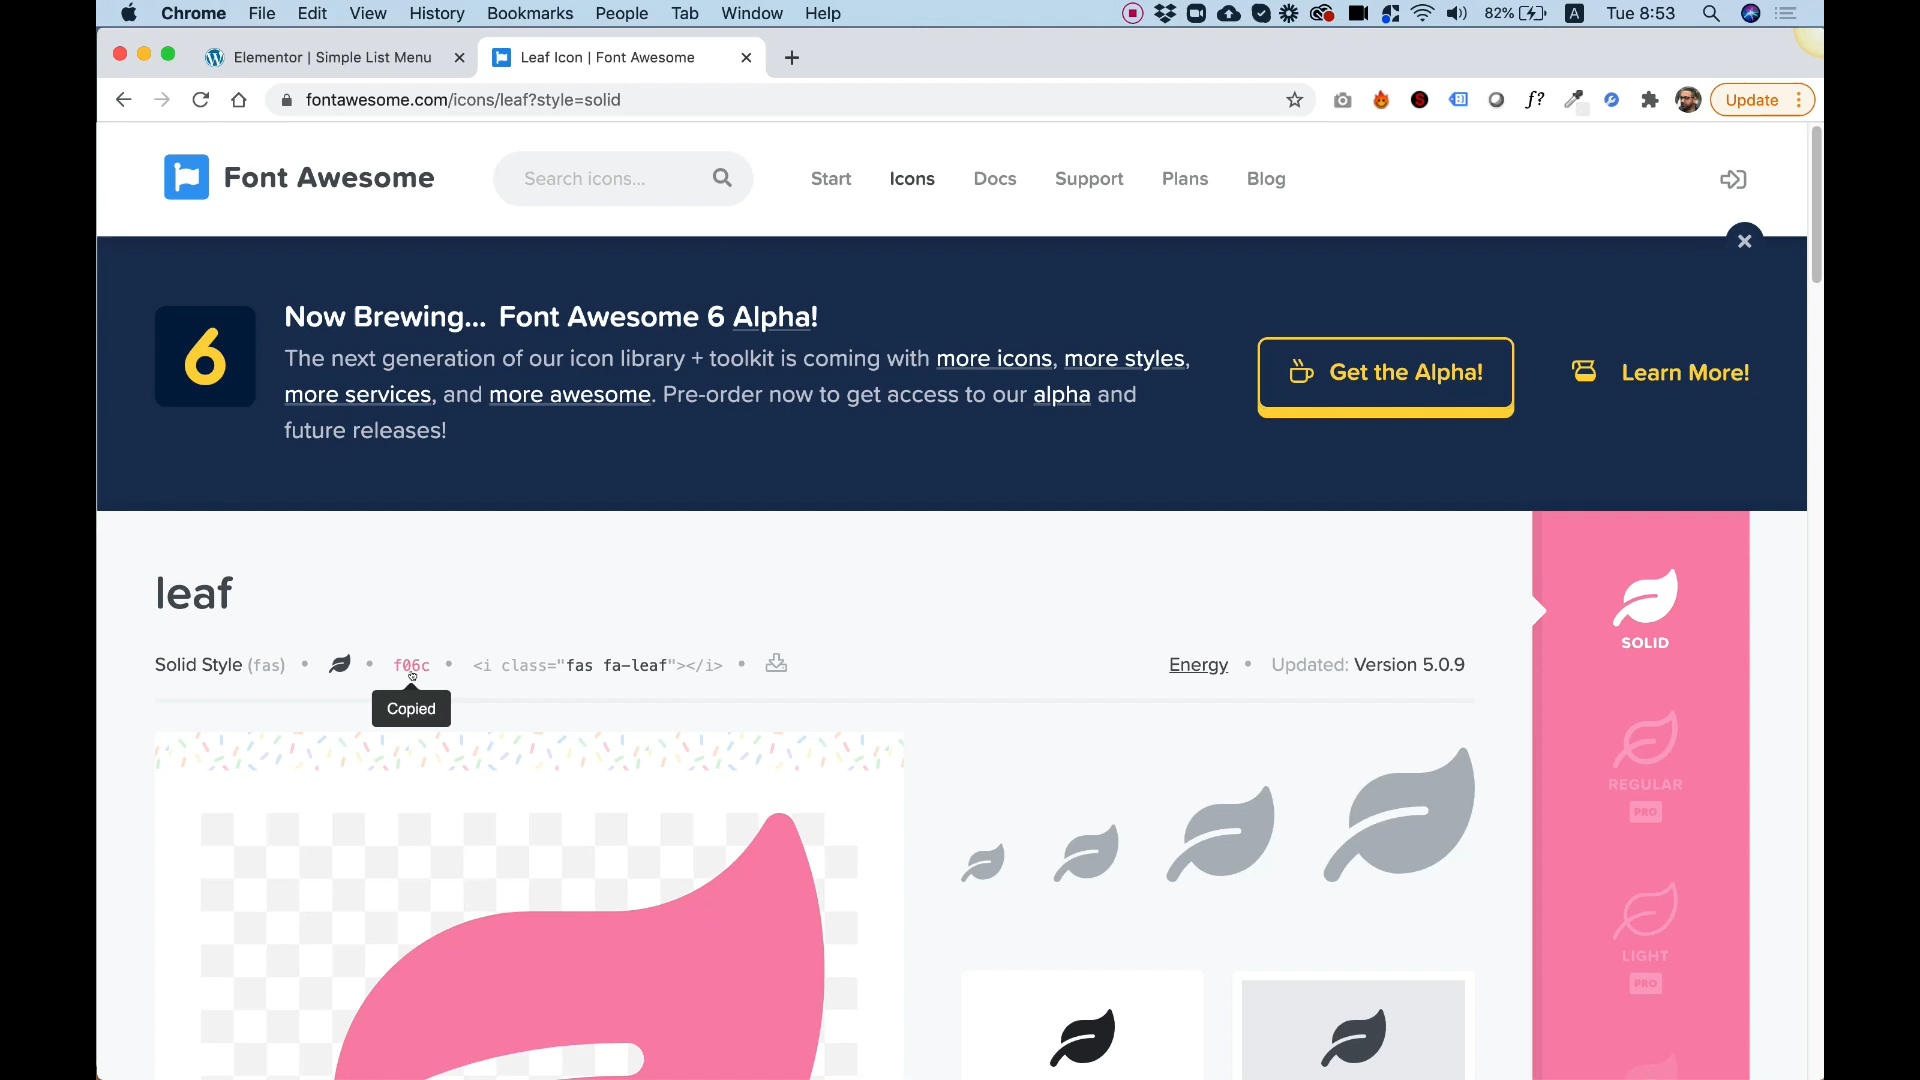 Chrome File Edit View History Bookmarks People Tab Window Help 82% A Tue 8:53
Elementor | Simple List Menu
Leaf Icon | Font Awesome
fontawesome.com/icons/leaf?style=solid
S
f?
Update
Font Awesome
Search icons...
Start Icons Docs Support Plans Blog
6
Now Brewing... Font Awesome 6 Alpha!
The next generation of our icon library + toolkit is coming with more icons, more styles,
more services, and more awesome. Pre-order now to get access to our alpha and
future releases!
Get the Alpha!
Learn More!
leaf
Solid Style (fas) • • f06c • <i class="fas fa-leaf"></i> •
Energy • Updated: Version 5.0.9
Copied
SOLID
REGULAR
PRO
LIGHT
PRO